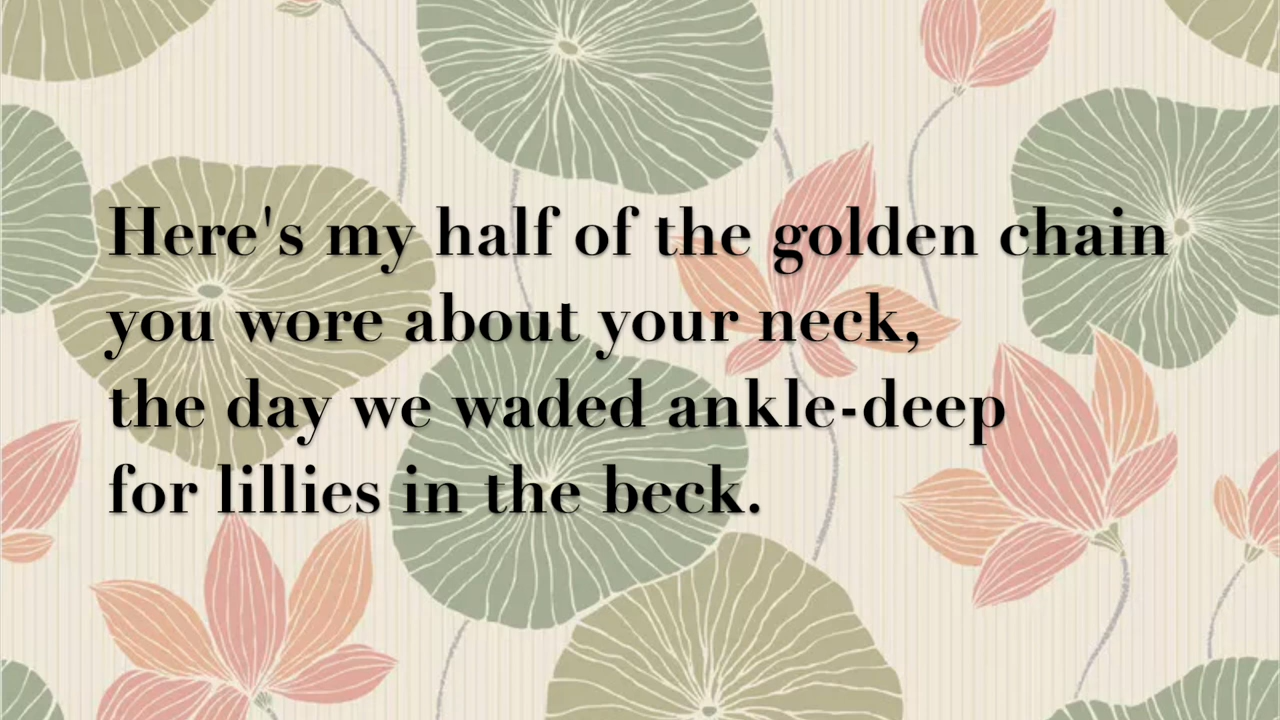 Here's my half of the golden chain
you wore about your neck,
the day we waded ankle-deep
for lillies in the beck.